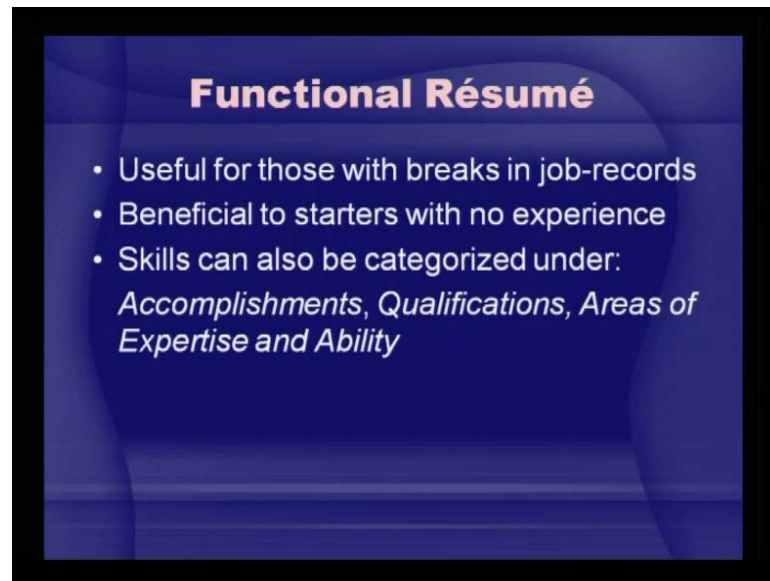 Functional Résumé
• Useful for those with breaks in job-records
• Beneficial to starters with no experience
• Skills can also be categorized under:
Accomplishments, Qualifications, Areas of
Expertise and Ability